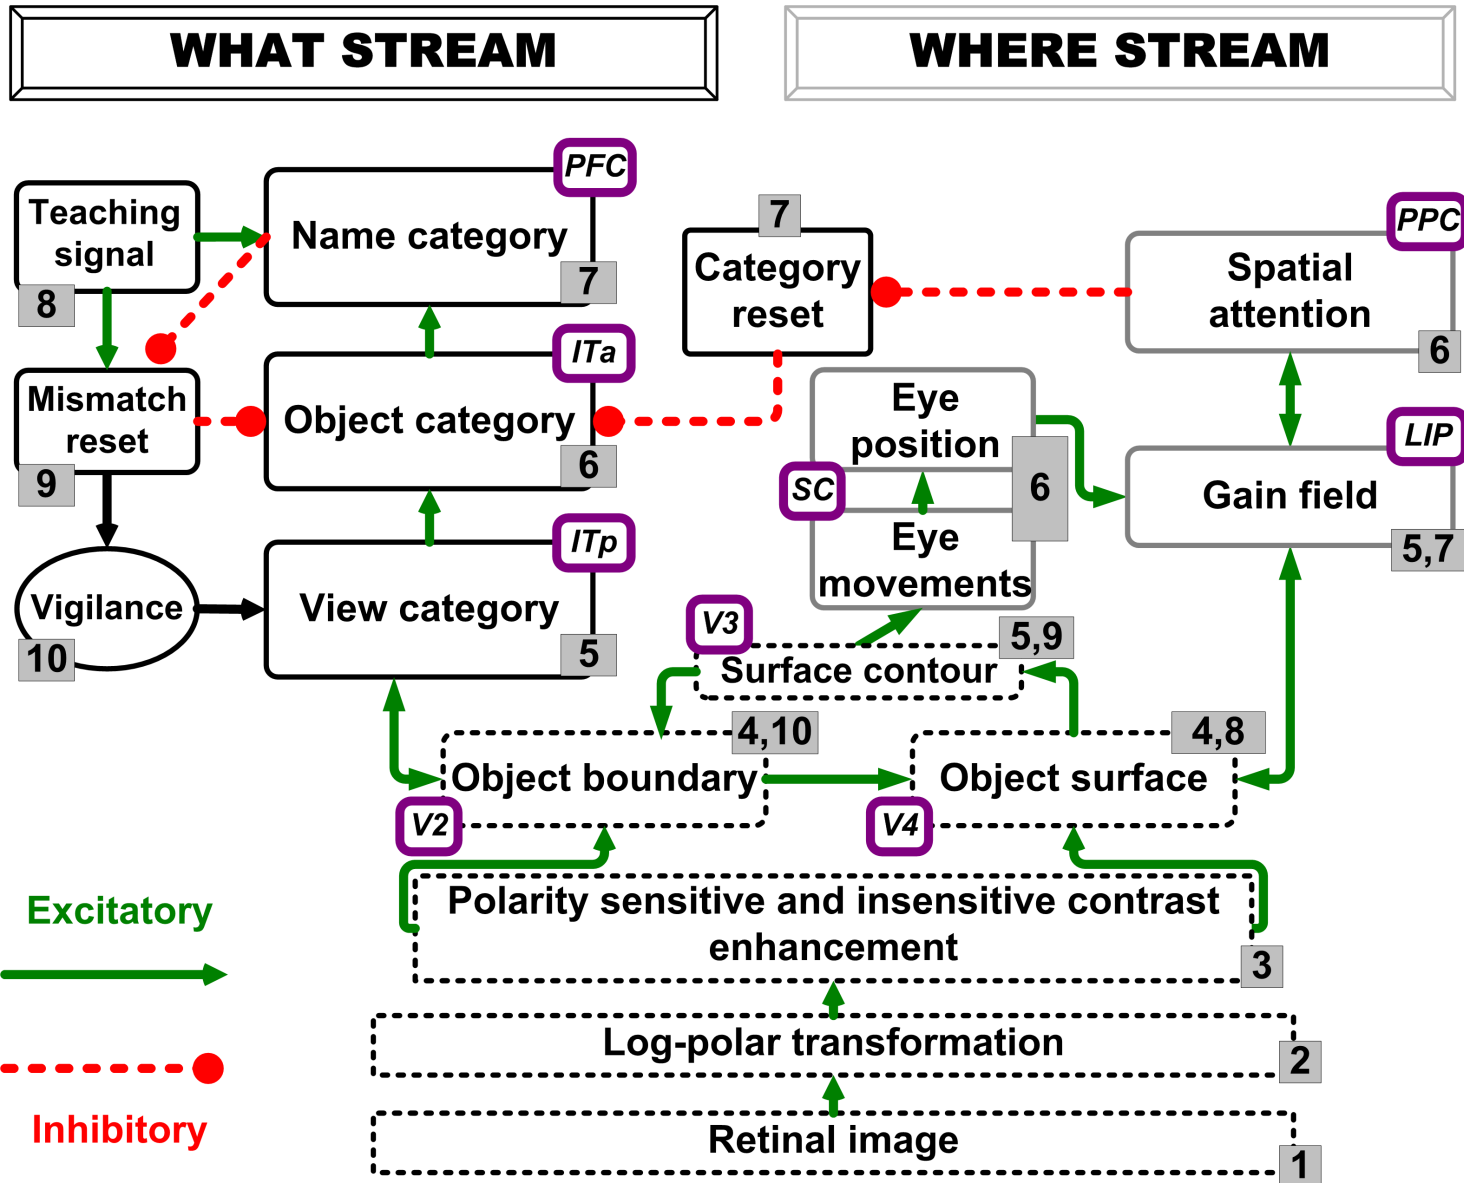 WHAT STREAM
WHERE STREAM
PFC
Teaching
signal
8
Name category
7
7
Category
reset
PPC
Spatial
attention
6
ITa
Mismatch
reset
9
Object category
6
Eye
position
SC
6
Eye
movements
LIP
Gain field
5,7
ITp
Vigilance
10
View category
5
V3
5,9
Surface contour
4,10
Object boundary
V2
4,8
Object surface
V4
Excitatory
Polarity sensitive and insensitive contrast
enhancement
3
Log-polar transformation
2
Inhibitory
Retinal image
1